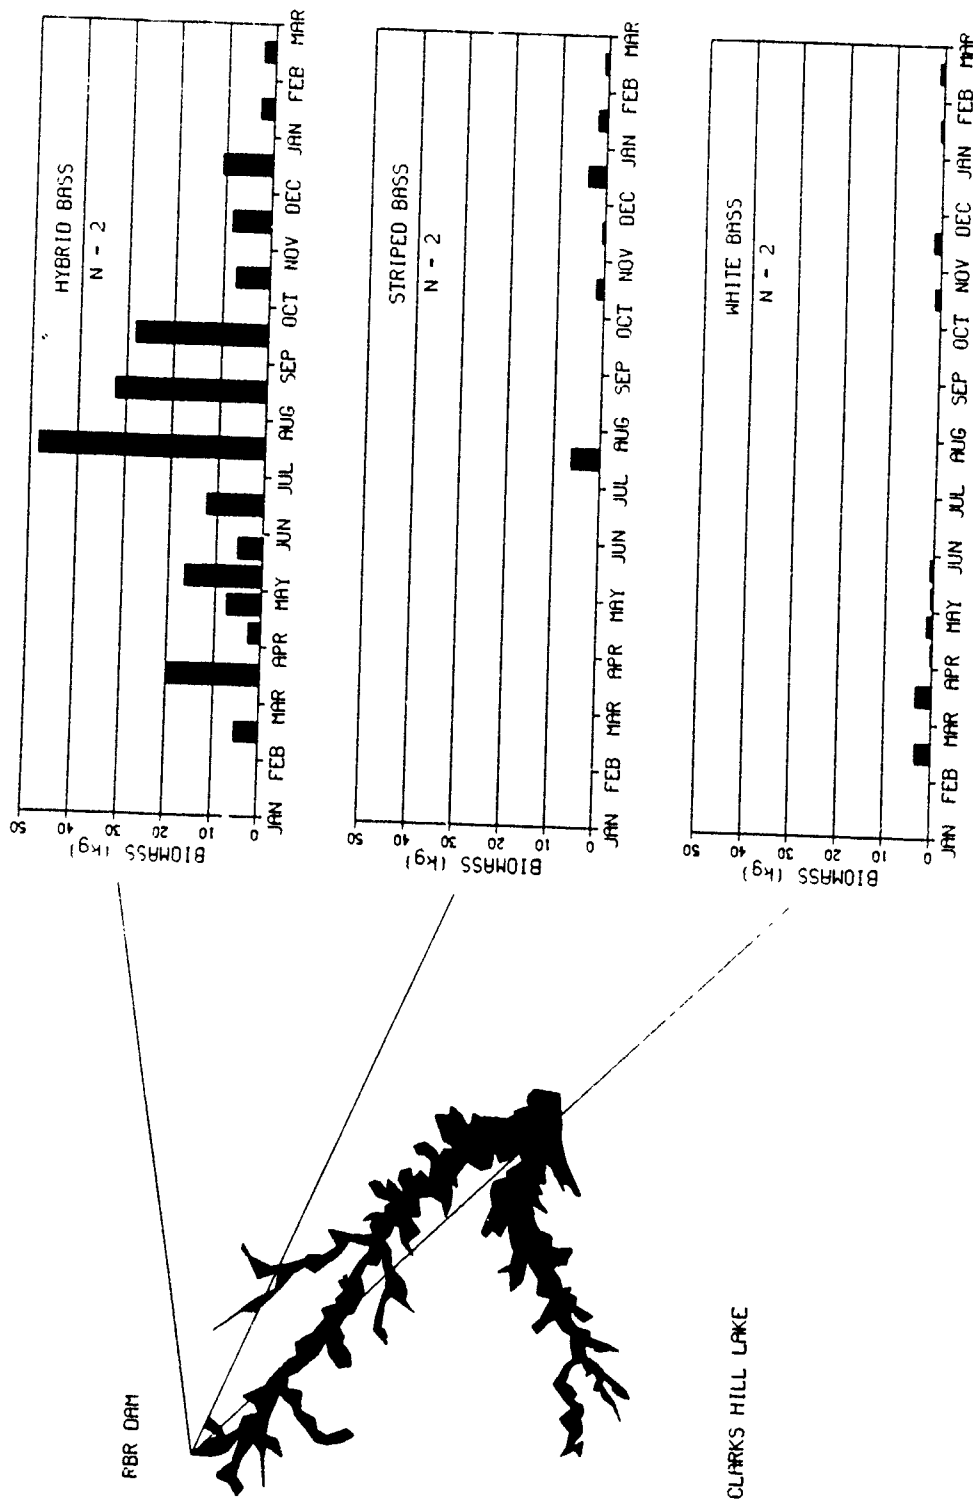 RBR DAM
CLARKS HILL LAKE
HYBRID BASS
N - 2
BIOMASS (kg)
50
40
30
20
10
0
JAN FEB MAR APR MAY JUN JUL AUG SEP OCT NOV DEC JAN FEB MAR
STRIPED BASS
N - 2
BIOMASS (kg)
50
40
30
20
10
0
JAN FEB MAR APR MAY JUN JUL AUG SEP OCT NOV DEC JAN FEB MAR
WHITE BASS
N - 2
BIOMASS (kg)
50
40
30
20
10
0
JAN FEB MAR APR MAY JUN JUL AUG SEP OCT NOV DEC JAN FEB MAR